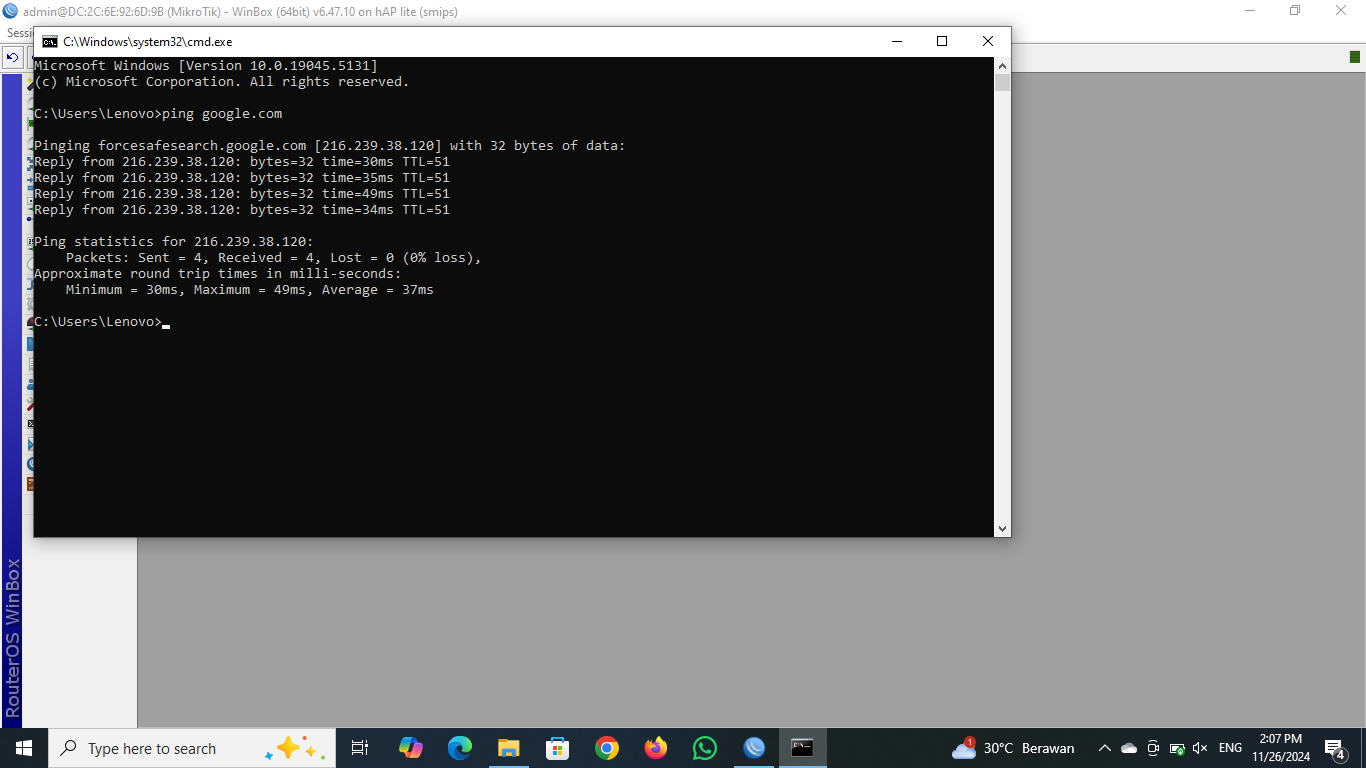 admin@DC:2C:6E:92:6D:9B (MikroTik) - WinBox (64bit) v6.47.10 on hAP lite (smips)
Sessi
C:\Windows\system32\cmd.exe
Microsoft Windows [Version 10.0.19045.5131]
(c) Microsoft Corporation. All rights reserved.
C:\Users\Lenovo>ping google.com
Pinging forcesafesearch.google.com [216.239.38.120] with 32 bytes of data:
Reply from 216.239.38.120: bytes=32 time=30ms TTL=51
Reply from 216.239.38.120: bytes=32 time=35ms TTL=51
Reply from 216.239.38.120: bytes=32 time=49ms TTL=51
Reply from 216.239.38.120: bytes=32 time=34ms TTL=51
Ping statistics for 216.239.38.120:
Packets: Sent = 4, Received = 4, Lost = 0 (0% loss),
Approximate round trip times in milli-seconds:
Minimum = 30ms, Maximum = 49ms, Average = 37ms
C:\Users\Lenovo>
RouterOS WinBox
Type here to search
1
30°C Berawan
ENG
2:07 PM
11/26/2024
4